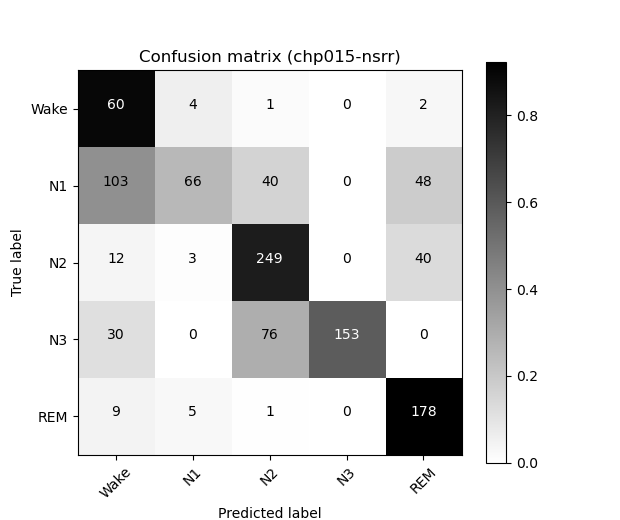 Confusion matrix (chp015-nsrr)
Wake 60 4 1 0 2
N1 103 66 40 0 48
N2 12 3 249 0 40
N3 30 0 76 153 0
REM 9 5 1 0 178
Wake N1 N2 N3 REM
Predicted label
True label
0.8
0.6
0.4
0.2
0.0